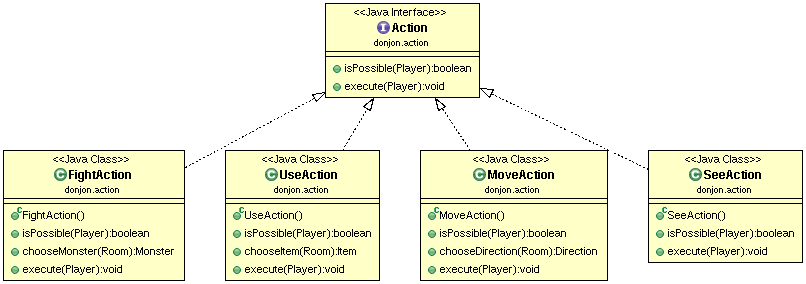 <<Java Interface>>
I Action
donjon.action
isPossible(Player):boolean
execute(Player):void
<<Java Class>>
C FightAction
donjon.action
C FightAction()
isPossible(Player):boolean
chooseMonster(Room):Monster
execute(Player):void
<<Java Class>>
C UseAction
donjon.action
C UseAction()
isPossible(Player):boolean
chooseItem(Room):Item
execute(Player):void
<<Java Class>>
C MoveAction
donjon.action
C MoveAction()
isPossible(Player):boolean
chooseDirection(Room):Direction
execute(Player):void
<<Java Class>>
C SeeAction
donjon.action
C SeeAction()
isPossible(Player):boolean
execute(Player):void